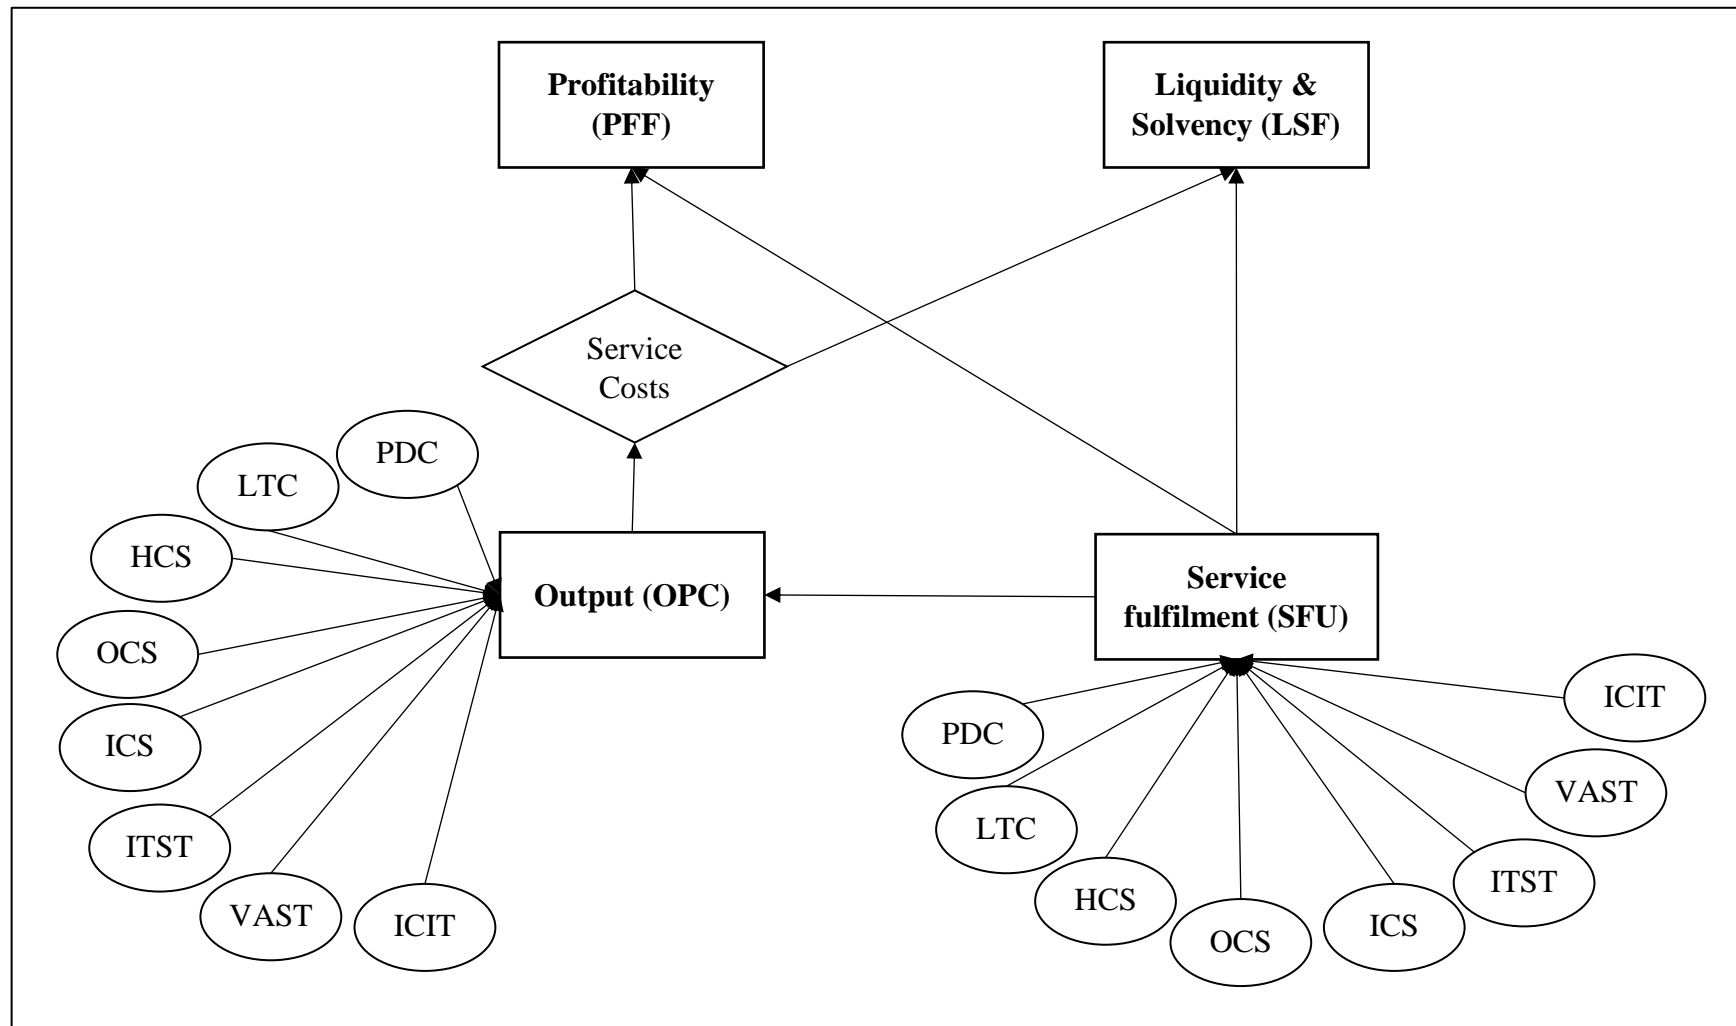 Profitability
(PFF)
Liquidity &
Solvency (LSF)
Service
Costs
PDC
LTC
HCS
OCS
ICS
ITST
VAST
ICIT
Output (OPC)
Service
fulfilment (SFU)
PDC
LTC
HCS
OCS
ICS
ITST
VAST
ICIT